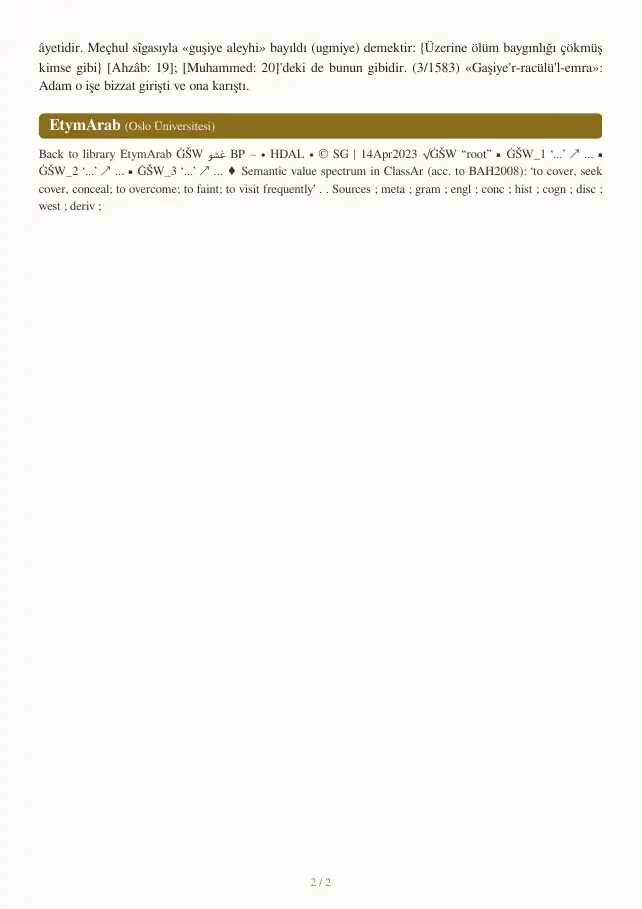 âyetidir. Meçhul sîgasıyla «guşiye aleyhi» bayıldı (ugmiye) demektir: {Üzerine ölüm baygınlığı çökmüş
kimse gibi} [Ahzâb: 19]; [Muhammed: 20]'deki de bunun gibidir. (3/1583) «Gaşiye'r-racülü'l-emra»:
Adam o işe bizzat girişti ve ona karıştı.
EtymArab (Oslo Üniversitesi)
Back to library EtymArab ĠŠW غشو BP – • HDAL • © SG | 14Apr2023 √ĠŠW “root” ▪ ĠŠW_1 ‘...’ ↗ ... ▪
ĠŠW_2 ‘...’ ↗ ... ▪ ĠŠW_3 ‘...’ ↗ ... ♦ Semantic value spectrum in ClassAr (acc. to BAH2008): ‘to cover, seek
cover, conceal; to overcome; to faint; to visit frequently’ . . Sources ; meta ; gram ; engl ; conc ; hist ; cogn ; disc ;
west ; deriv ;
2 / 2